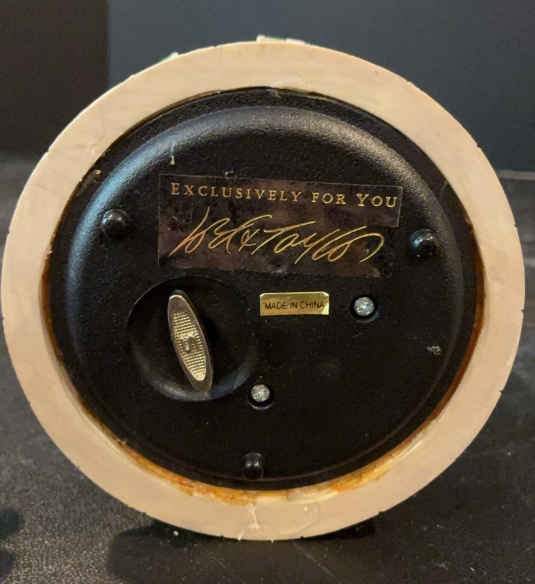 EXCLUSIVELY FOR YOU
Lord & Taylor
MADE IN CHINA